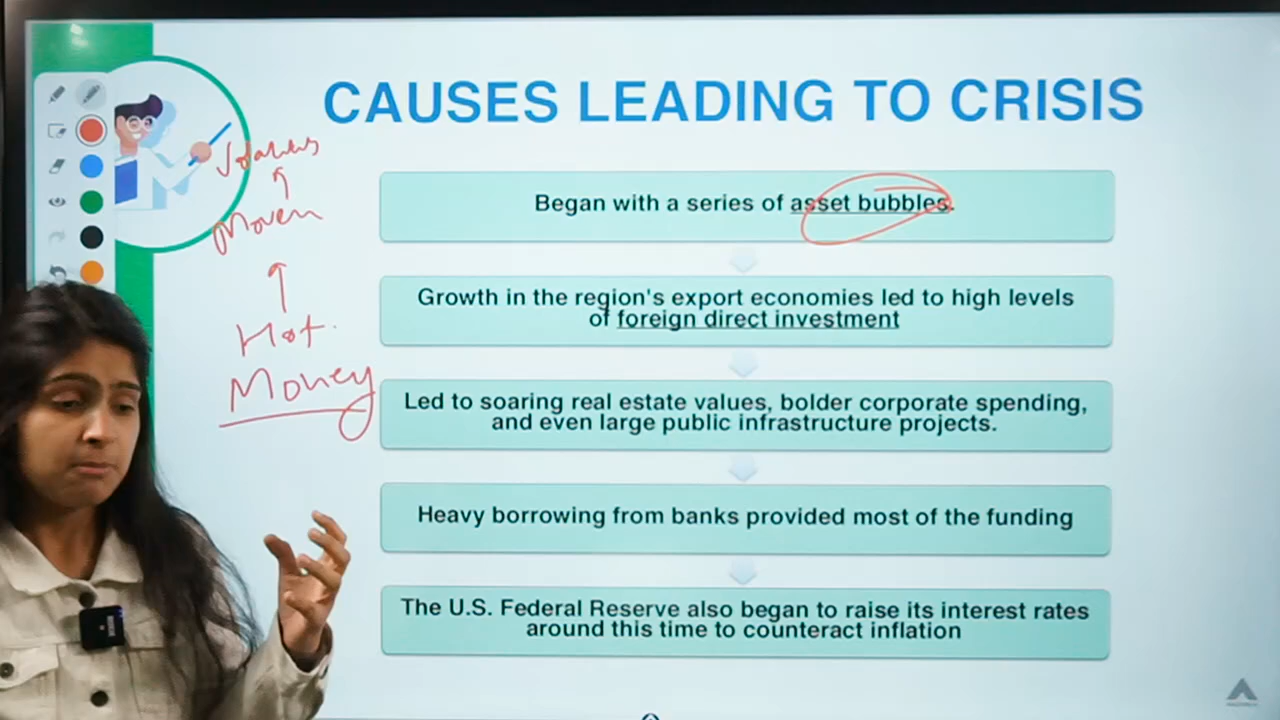 CAUSES LEADING TO CRISIS
Began with a series of asset bubbles.
Growth in the region's export economies led to high levels
of foreign direct investment
Led to soaring real estate values, bolder corporate spending,
and even large public infrastructure projects.
Heavy borrowing from banks provided most of the funding
The U.S. Federal Reserve also began to raise its interest rates
around this time to counteract inflation
Hot
Money